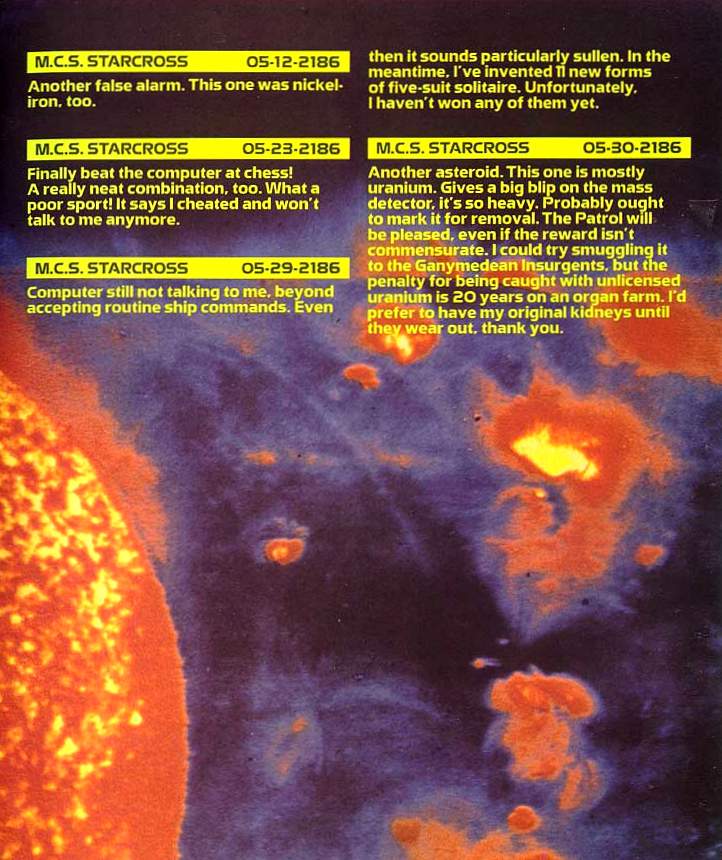 M.C.S. STARCROSS 05-12-2186
Another false alarm. This one was nickel-
iron, too.
M.C.S. STARCROSS 05-23-2186
Finally beat the computer at chess!
A really neat combination, too. What a
poor sport! It says I cheated and won't
talk to me anymore.
M.C.S. STARCROSS 05-29-2186
Computer still not talking to me, beyond
accepting routine ship commands. Even
then it sounds particularly sullen. In the
meantime, I've invented 11 new forms
of five-suit solitaire. Unfortunately,
I haven't won any of them yet.
M.C.S. STARCROSS 05-30-2186
Another asteroid. This one is mostly
uranium. Gives a big blip on the mass
detector, it's so heavy. Probably ought
to mark it for removal. The Patrol will
be pleased, even if the reward isn't
commensurate. I could try smuggling it
to the Ganymedean Insurgents, but the
penalty for being caught with unlicensed
uranium is 20 years on an organ farm. I'd
prefer to have my original kidneys until
they wear out, thank you.